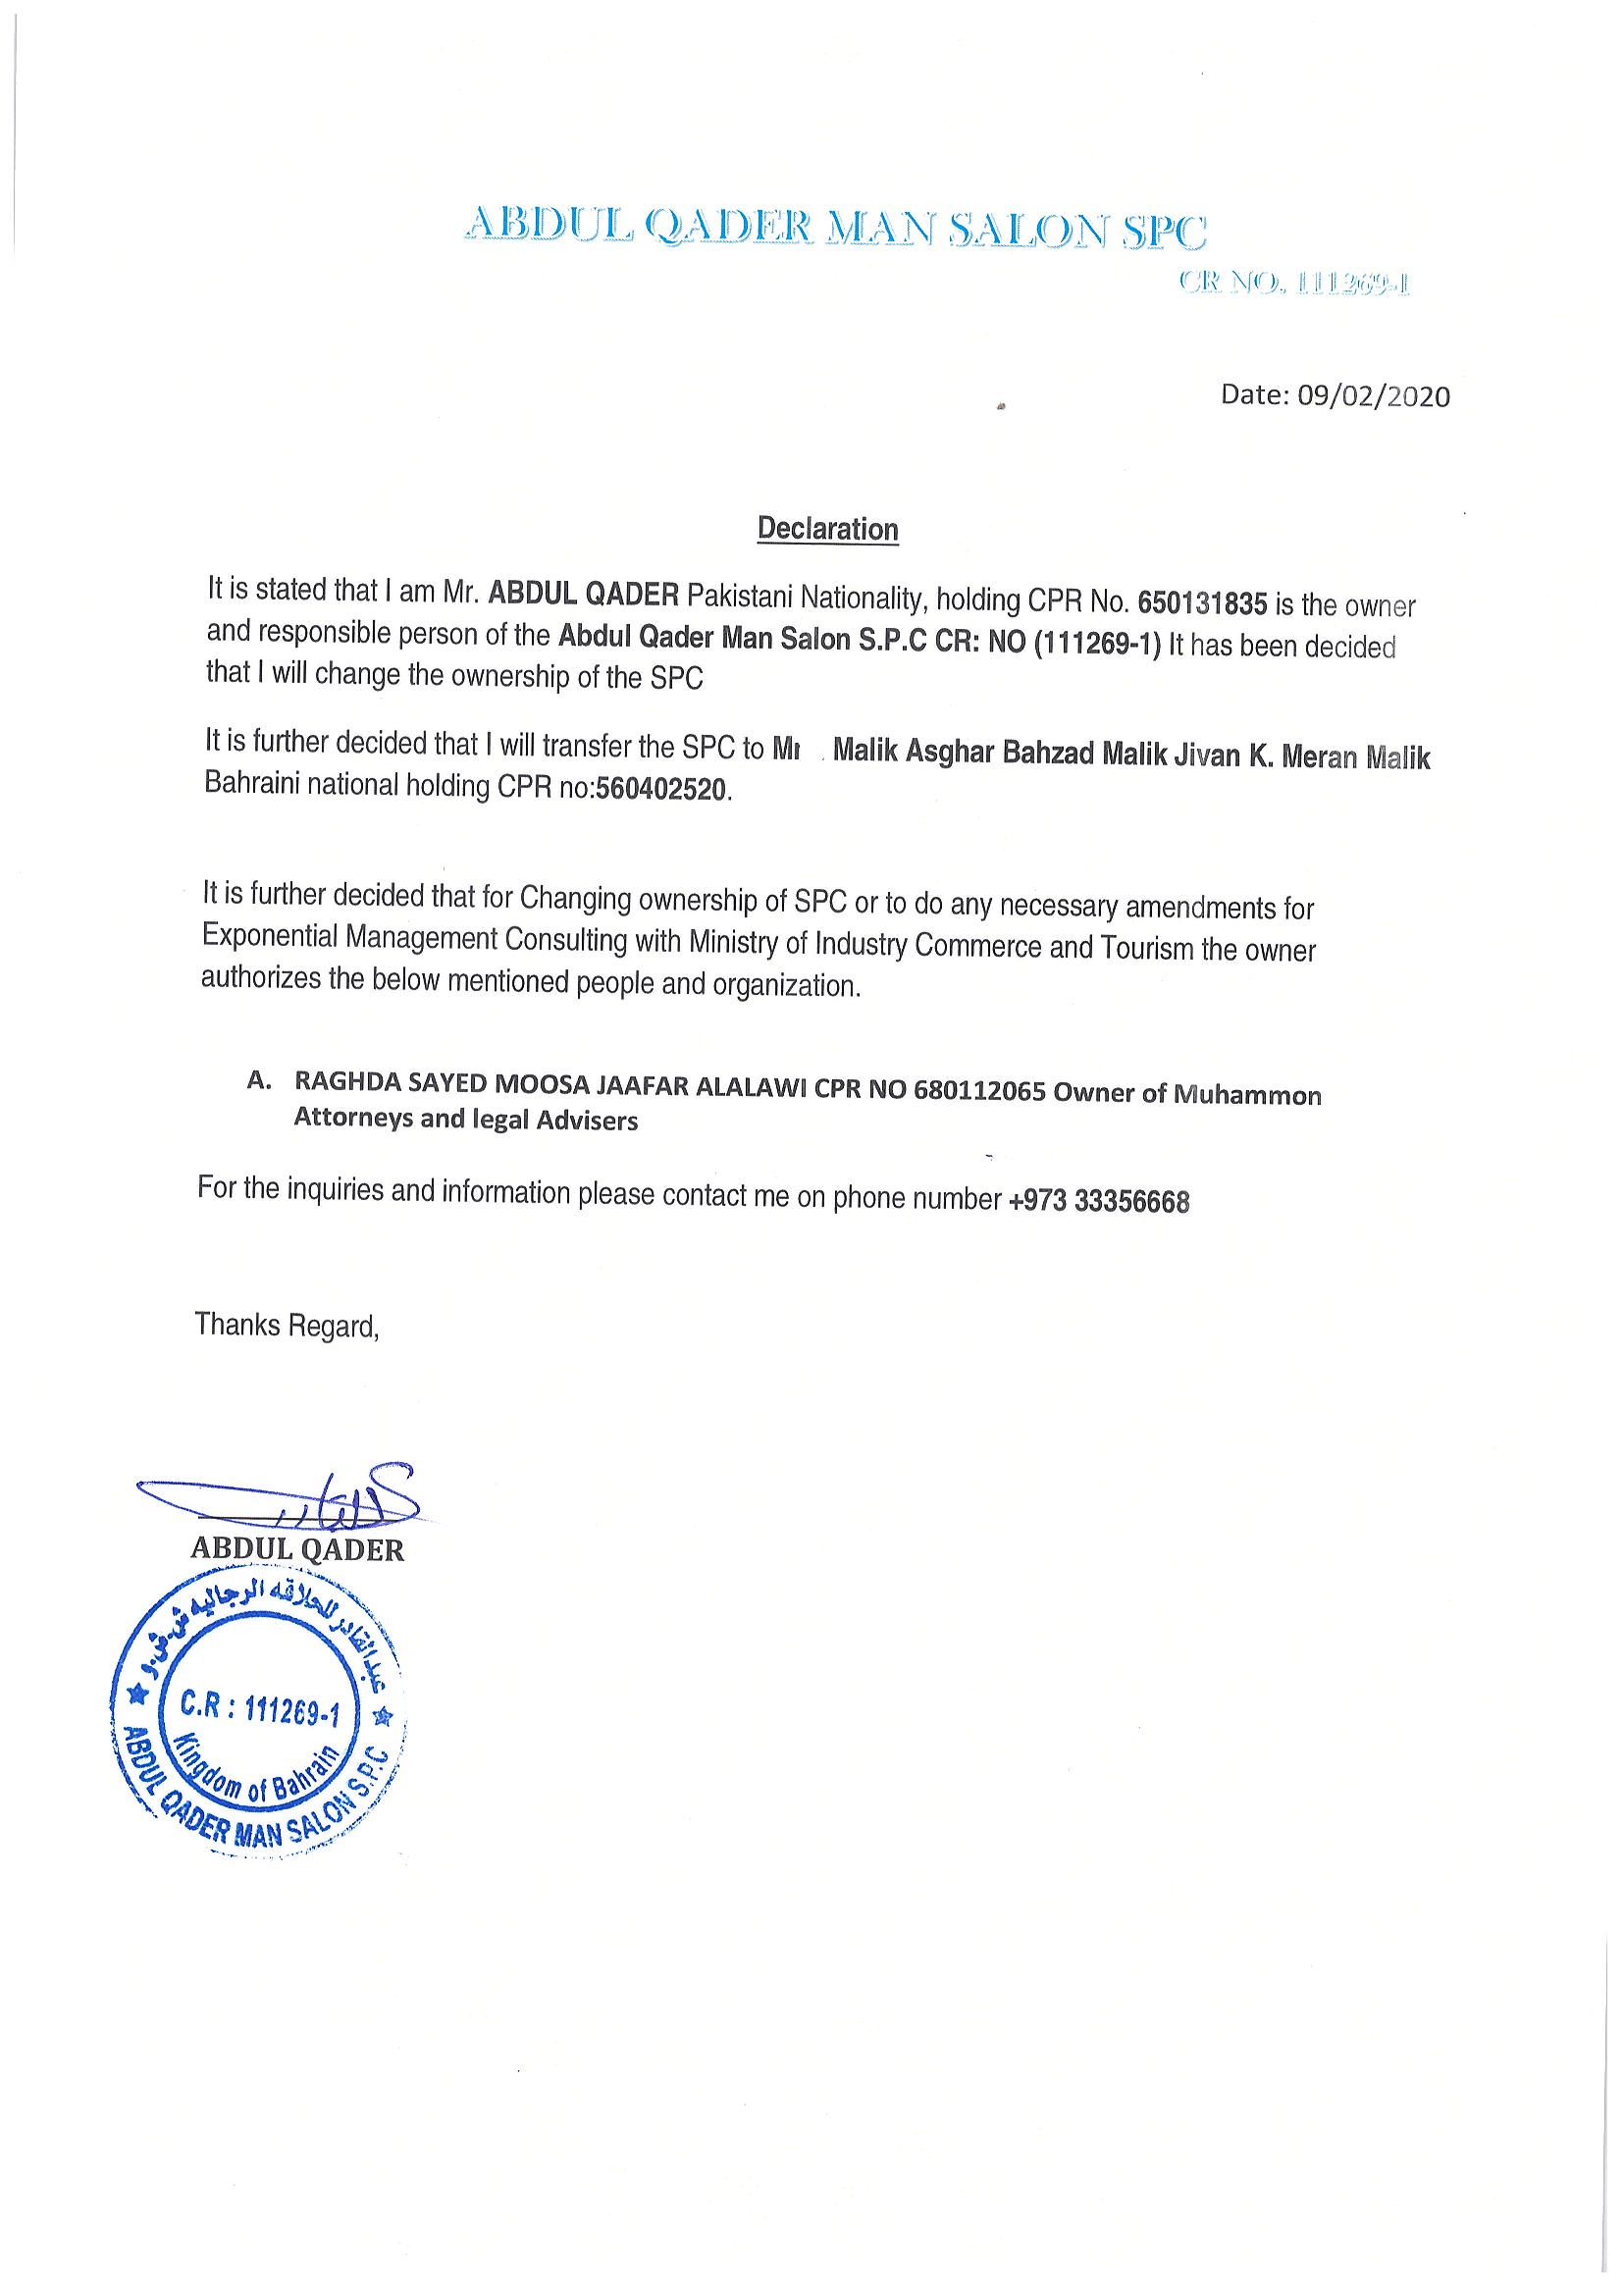 ABDUL QADER MAN SALON SPC
CR NO. 111269-1
Date: 09/02/2020
Declaration
It is stated that I am Mr. ABDUL QADER Pakistani Nationality, holding CPR No. 650131835 is the owner
and responsible person of the Abdul Qader Man Salon S.P.C CR: NO (111269-1) It has been decided
that I will change the ownership of the SPC
It is further decided that I will transfer the SPC to Mr . Malik Asghar Bahzad Malik Jivan K. Meran Malik
Bahraini national holding CPR no:560402520.
It is further decided that for Changing ownership of SPC or to do any necessary amendments for
Exponential Management Consulting with Ministry of Industry Commerce and Tourism the owner
authorizes the below mentioned people and organization.
A. RAGHDA SAYED MOOSA JAAFAR ALALAWI CPR NO 680112065 Owner of Muhammon
Attorneys and legal Advisers
For the inquiries and information please contact me on phone number +973 33356668
Thanks Regard,
ABDUL QADER
عبدالقادر للحلاقه الرجاليه ش.ش.و
C.R : 111269-1
Kingdom of Bahrain
ABDUL QADER MAN SALON S.P.C